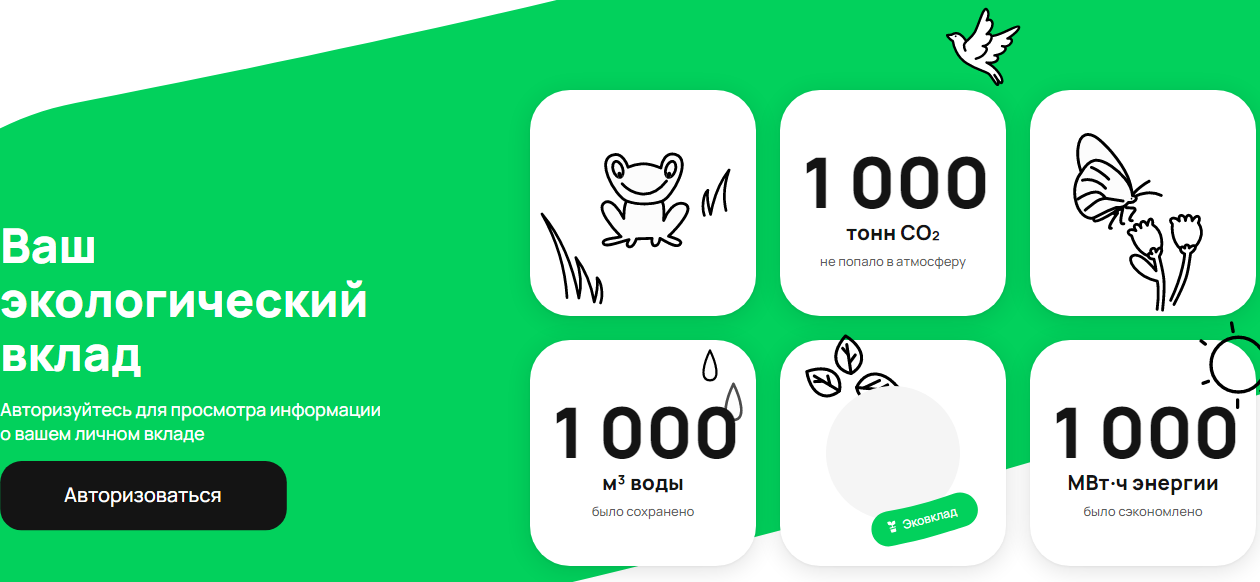 Ваш
экологический
вклад
Авторизуйтесь для просмотра информации
о вашем личном вкладе
Авторизоваться
1 000
тонн CO₂
не попало в атмосферу
1 000
м³ воды
было сохранено
Эковклад
1 000
МВт·ч энергии
было сэкономлено